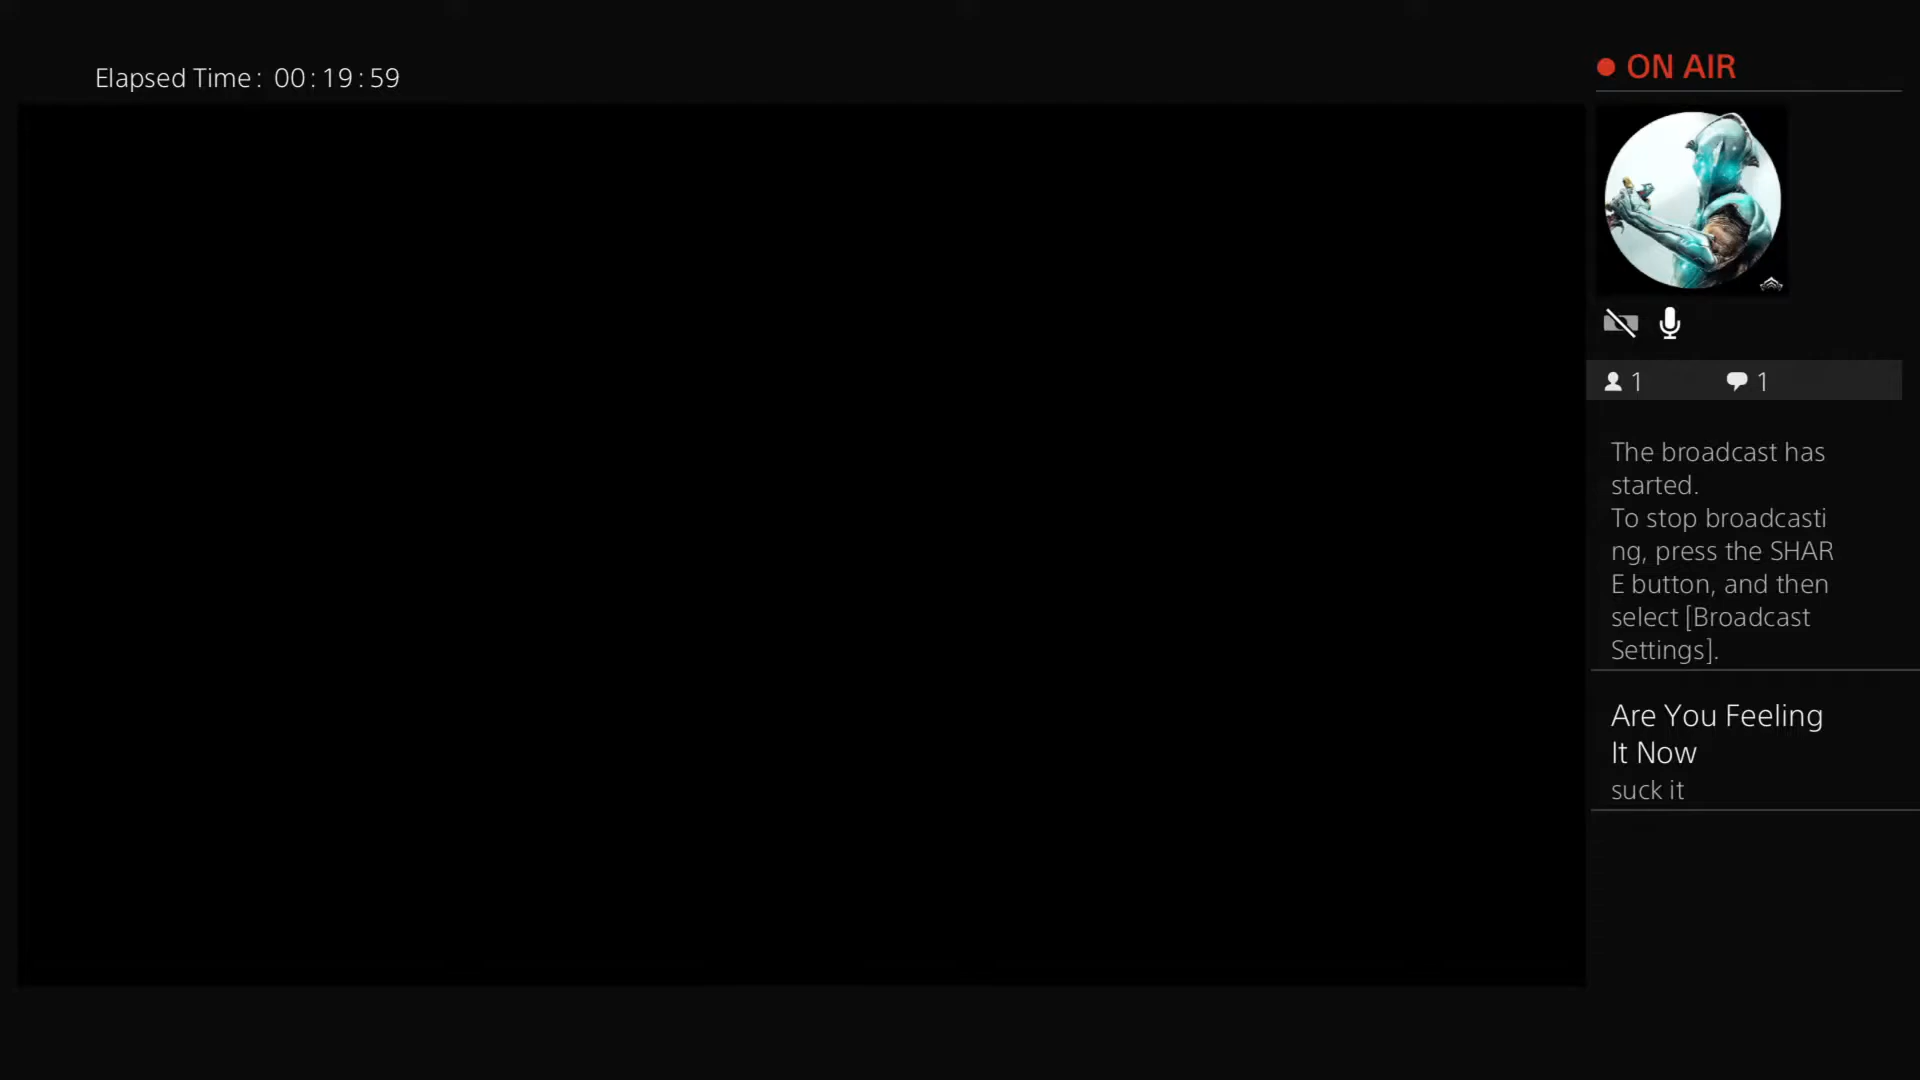 Elapsed Time: 00:19:59
ON AIR
1 1
The broadcast has
started.
To stop broadcasti
ng, press the SHAR
E button, and then
select [Broadcast
Settings].
Are You Feeling
It Now
suck it